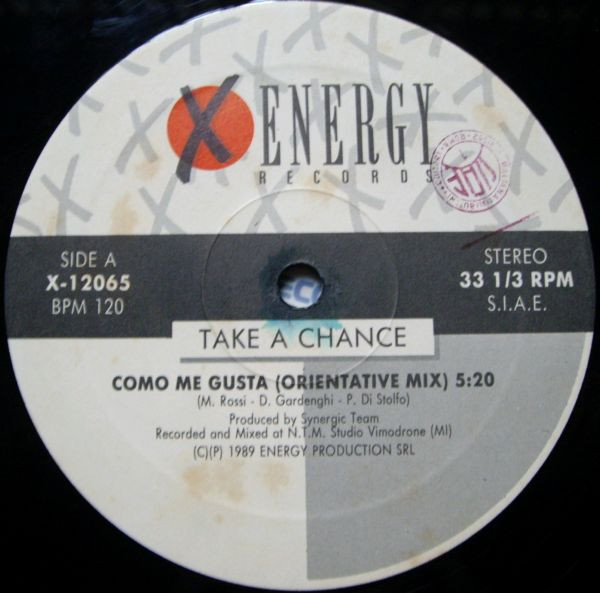 X ENERGY
RECORDS
SIDE A
X-12065
BPM 120
STEREO
33 1/3 RPM
S.I.A.E.
TAKE A CHANCE
COMO ME GUSTA (ORIENTATIVE MIX) 5:20
(M. Rossi - D. Gardenghi - P. Di Stolfo)
Produced by Synergic Team
Recorded and Mixed at N.T.M. Studio Vimodrone (MI)
(C)(P) 1989 ENERGY PRODUCTION SRL